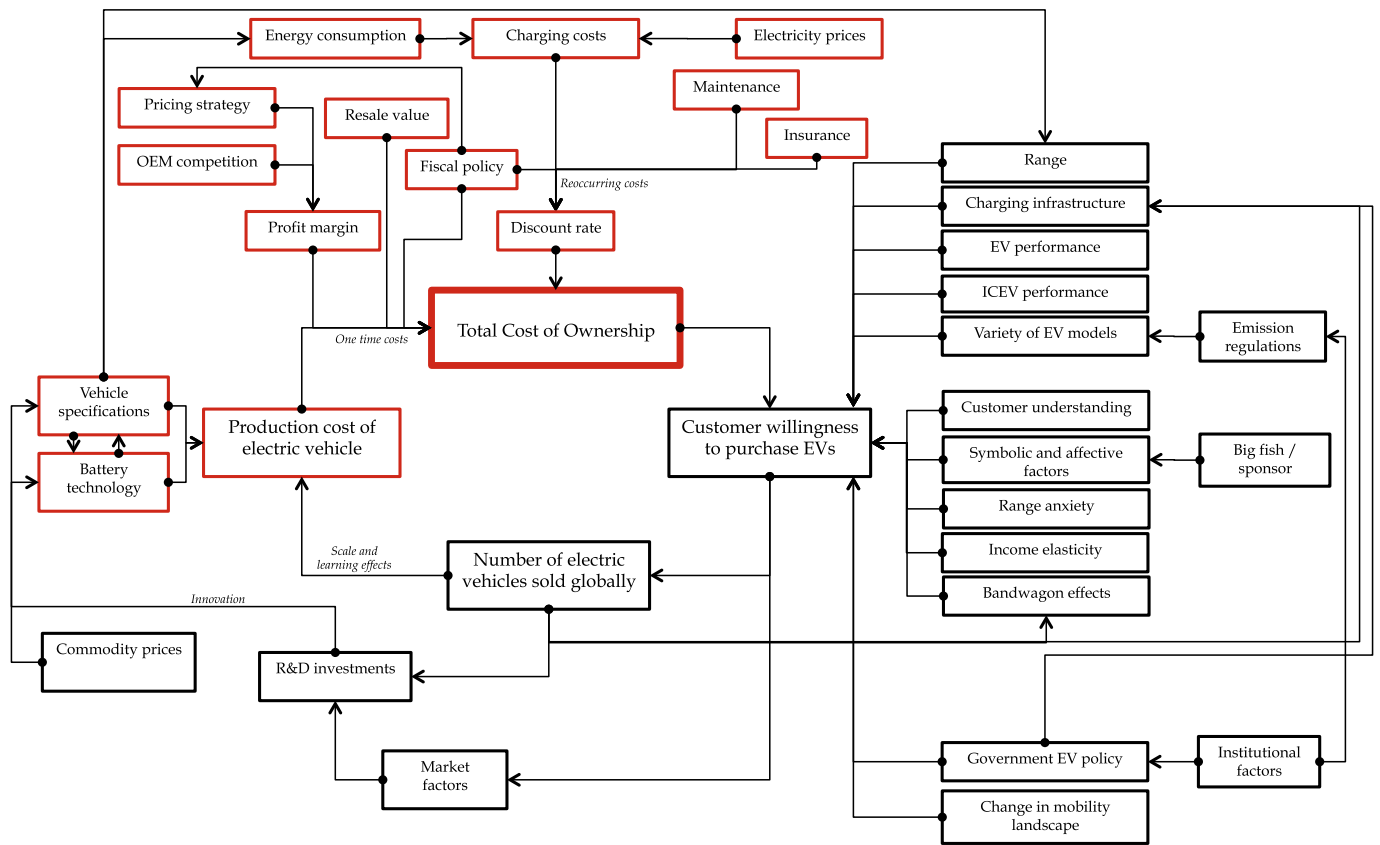 Energy consumption
Charging costs
Electricity prices
Pricing strategy
Resale value
Maintenance
Insurance
OEM competition
Fiscal policy
Reoccurring costs
Profit margin
Discount rate
Range
Charging infrastructure
EV performance
ICEV performance
Variety of EV models
Emission
regulations
Total Cost of Ownership
One time costs
Vehicle
specifications
Battery
technology
Production cost of
electric vehicle
Customer willingness
to purchase EVs
Customer understanding
Symbolic and affective
factors
Big fish /
sponsor
Range anxiety
Income elasticity
Bandwagon effects
Scale and
learning effects
Number of electric
vehicles sold globally
Innovation
Commodity prices
R&D investments
Market
factors
Government EV policy
Institutional
factors
Change in mobility
landscape